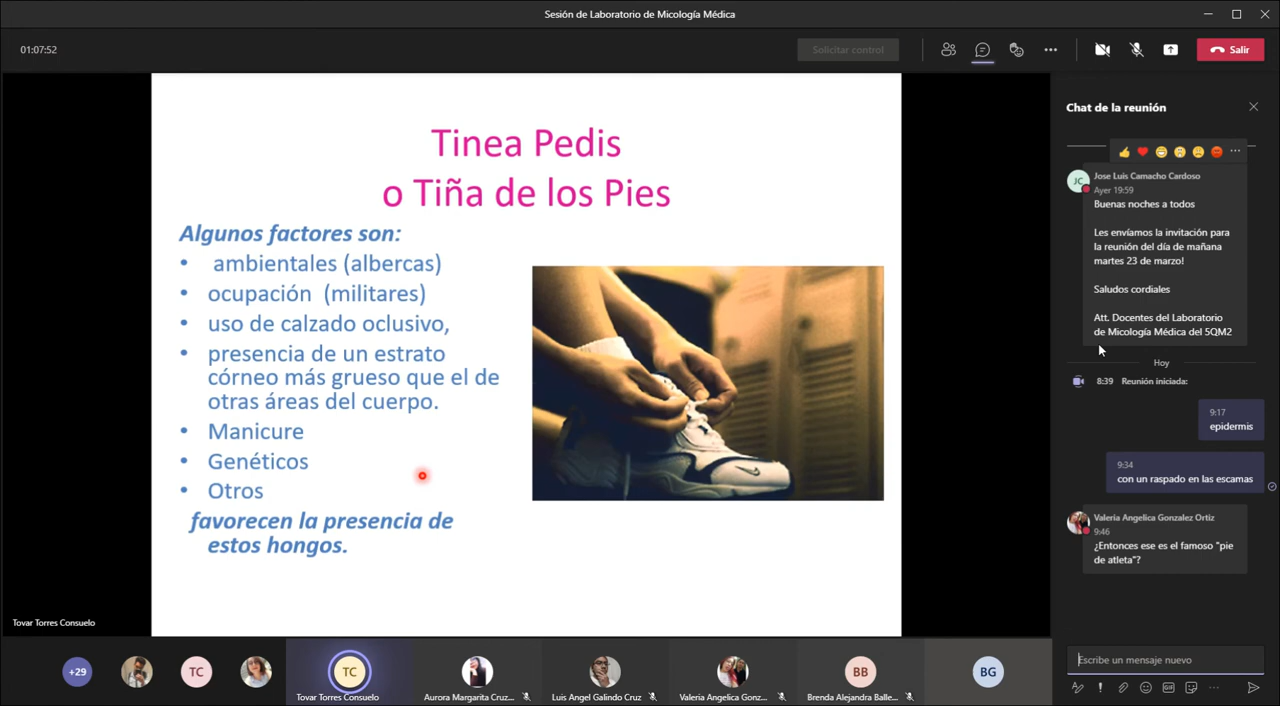 Sesión de Laboratorio de Micología Médica
01:07:52
Solicitar control
Salir
Tinea Pedis
o Tiña de los Pies
Algunos factores son:
• ambientales (albercas)
• ocupación (militares)
• uso de calzado oclusivo,
• presencia de un estrato
córneo más grueso que el de
otras áreas del cuerpo.
• Manicure
• Genéticos
• Otros
favorecen la presencia de
estos hongos.
Tovar Torres Consuelo
+29
TC
TC
Tovar Torres Consuelo
Aurora Margarita Cruz...
Luis Angel Galindo Cruz
Valeria Angelica Gonz...
BB
Brenda Alejandra Balle...
BG
Chat de la reunión
JC
Jose Luis Camacho Cardoso
Ayer 19:59
Buenas noches a todos
Les envíamos la invitación para
la reunión del día de mañana
martes 23 de marzo!
Saludos cordiales
Att. Docentes del Laboratorio
de Micología Médica del 5QM2
Hoy
8:39 Reunión iniciada:
9:17
epidermis
9:34
con un raspado en las escamas
Valeria Angelica Gonzalez Ortiz
9:46
¿Entonces ese es el famoso "pie
de atleta"?
Escribe un mensaje nuevo
GIF